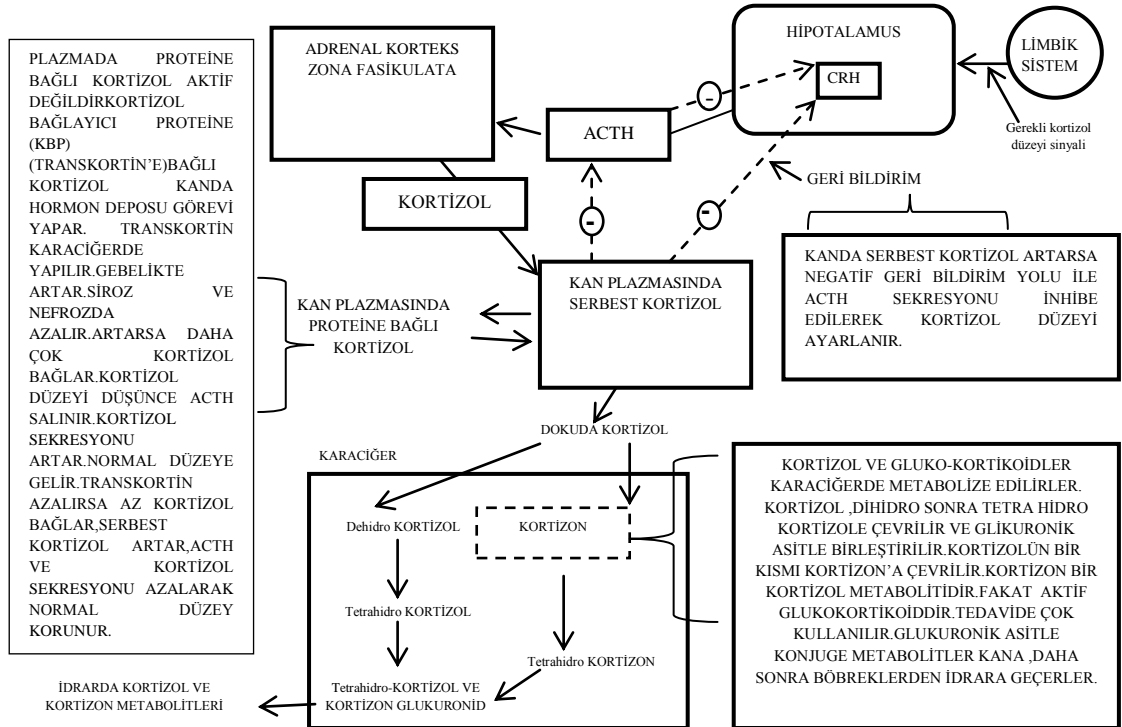 PLAZMADA PROTEİNE
BAĞLI KORTİZOL AKTİF
DEĞİLDİRKORTİZOL
BAĞLAYICI PROTEİNE
(KBP)
(TRANSKORTİN’E)BAĞLI
KORTİZOL KANDA
HORMON DEPOSU GÖREVİ
YAPAR. TRANSKORTİN
KARACİĞERDE
YAPILIR.GEBELİKTE
ARTAR.SİROZ VE
NEFROZDA
AZALIR.ARTARSA DAHA
ÇOK KORTİZOL
BAĞLAR.KORTİZOL
DÜZEYİ DÜŞÜNCE ACTH
SALINIR.KORTİZOL
SEKRESYONU
ARTAR.NORMAL DÜZEYE
GELİR.TRANSKORTİN
AZALIRSA AZ KORTİZOL
BAĞLAR,SERBEST
KORTİZOL ARTAR,ACTH
VE KORTİZOL
SEKRESYONU AZALARAK
NORMAL DÜZEY
KORUNUR.
ADRENAL KORTEKS
ZONA FASİKULATA
HİPOTALAMUS
CRH
LİMBİK
SİSTEM
Gerekli kortizol
düzeyi sinyali
-
ACTH
KORTİZOL
-
-
GERİ BİLDİRİM
KANDA SERBEST KORTİZOL ARTARSA
NEGATİF GERİ BİLDİRİM YOLU İLE
ACTH SEKRESYONU İNHİBE
EDİLEREK KORTİZOL DÜZEYİ
AYARLANIR.
KAN PLAZMASINDA
SERBEST KORTİZOL
KAN PLAZMASINDA
PROTEİNE BAĞLI
KORTİZOL
DOKUDA KORTİZOL
KARACİĞER
Dehidro KORTİZOL
KORTİZON
Tetrahidro KORTİZOL
Tetrahidro KORTİZON
Tetrahidro-KORTİZOL VE
KORTİZON GLUKURONİD
İDRARDA KORTİZOL VE
KORTİZON METABOLİTLERİ
KORTİZOL VE GLUKO-KORTİKOİDLER
KARACİĞERDE METABOLİZE EDİLİRLER.
KORTİZOL ,DİHİDRO SONRA TETRA HİDRO
KORTİZOLE ÇEVRİLİR VE GLİKURONİK
ASİTLE BİRLEŞTİRİLİR.KORTİZOLÜN BİR
KISMI KORTİZON’A ÇEVRİLİR.KORTİZON BİR
KORTİZOL METABOLİTİDİR.FAKAT AKTİF
GLUKOKORTİKOİDDİR.TEDAVİDE ÇOK
KULLANILIR.GLUKURONİK ASİTLE
KONJUGE METABOLİTLER KANA ,DAHA
SONRA BÖBREKLERDEN İDRARA GEÇERLER.